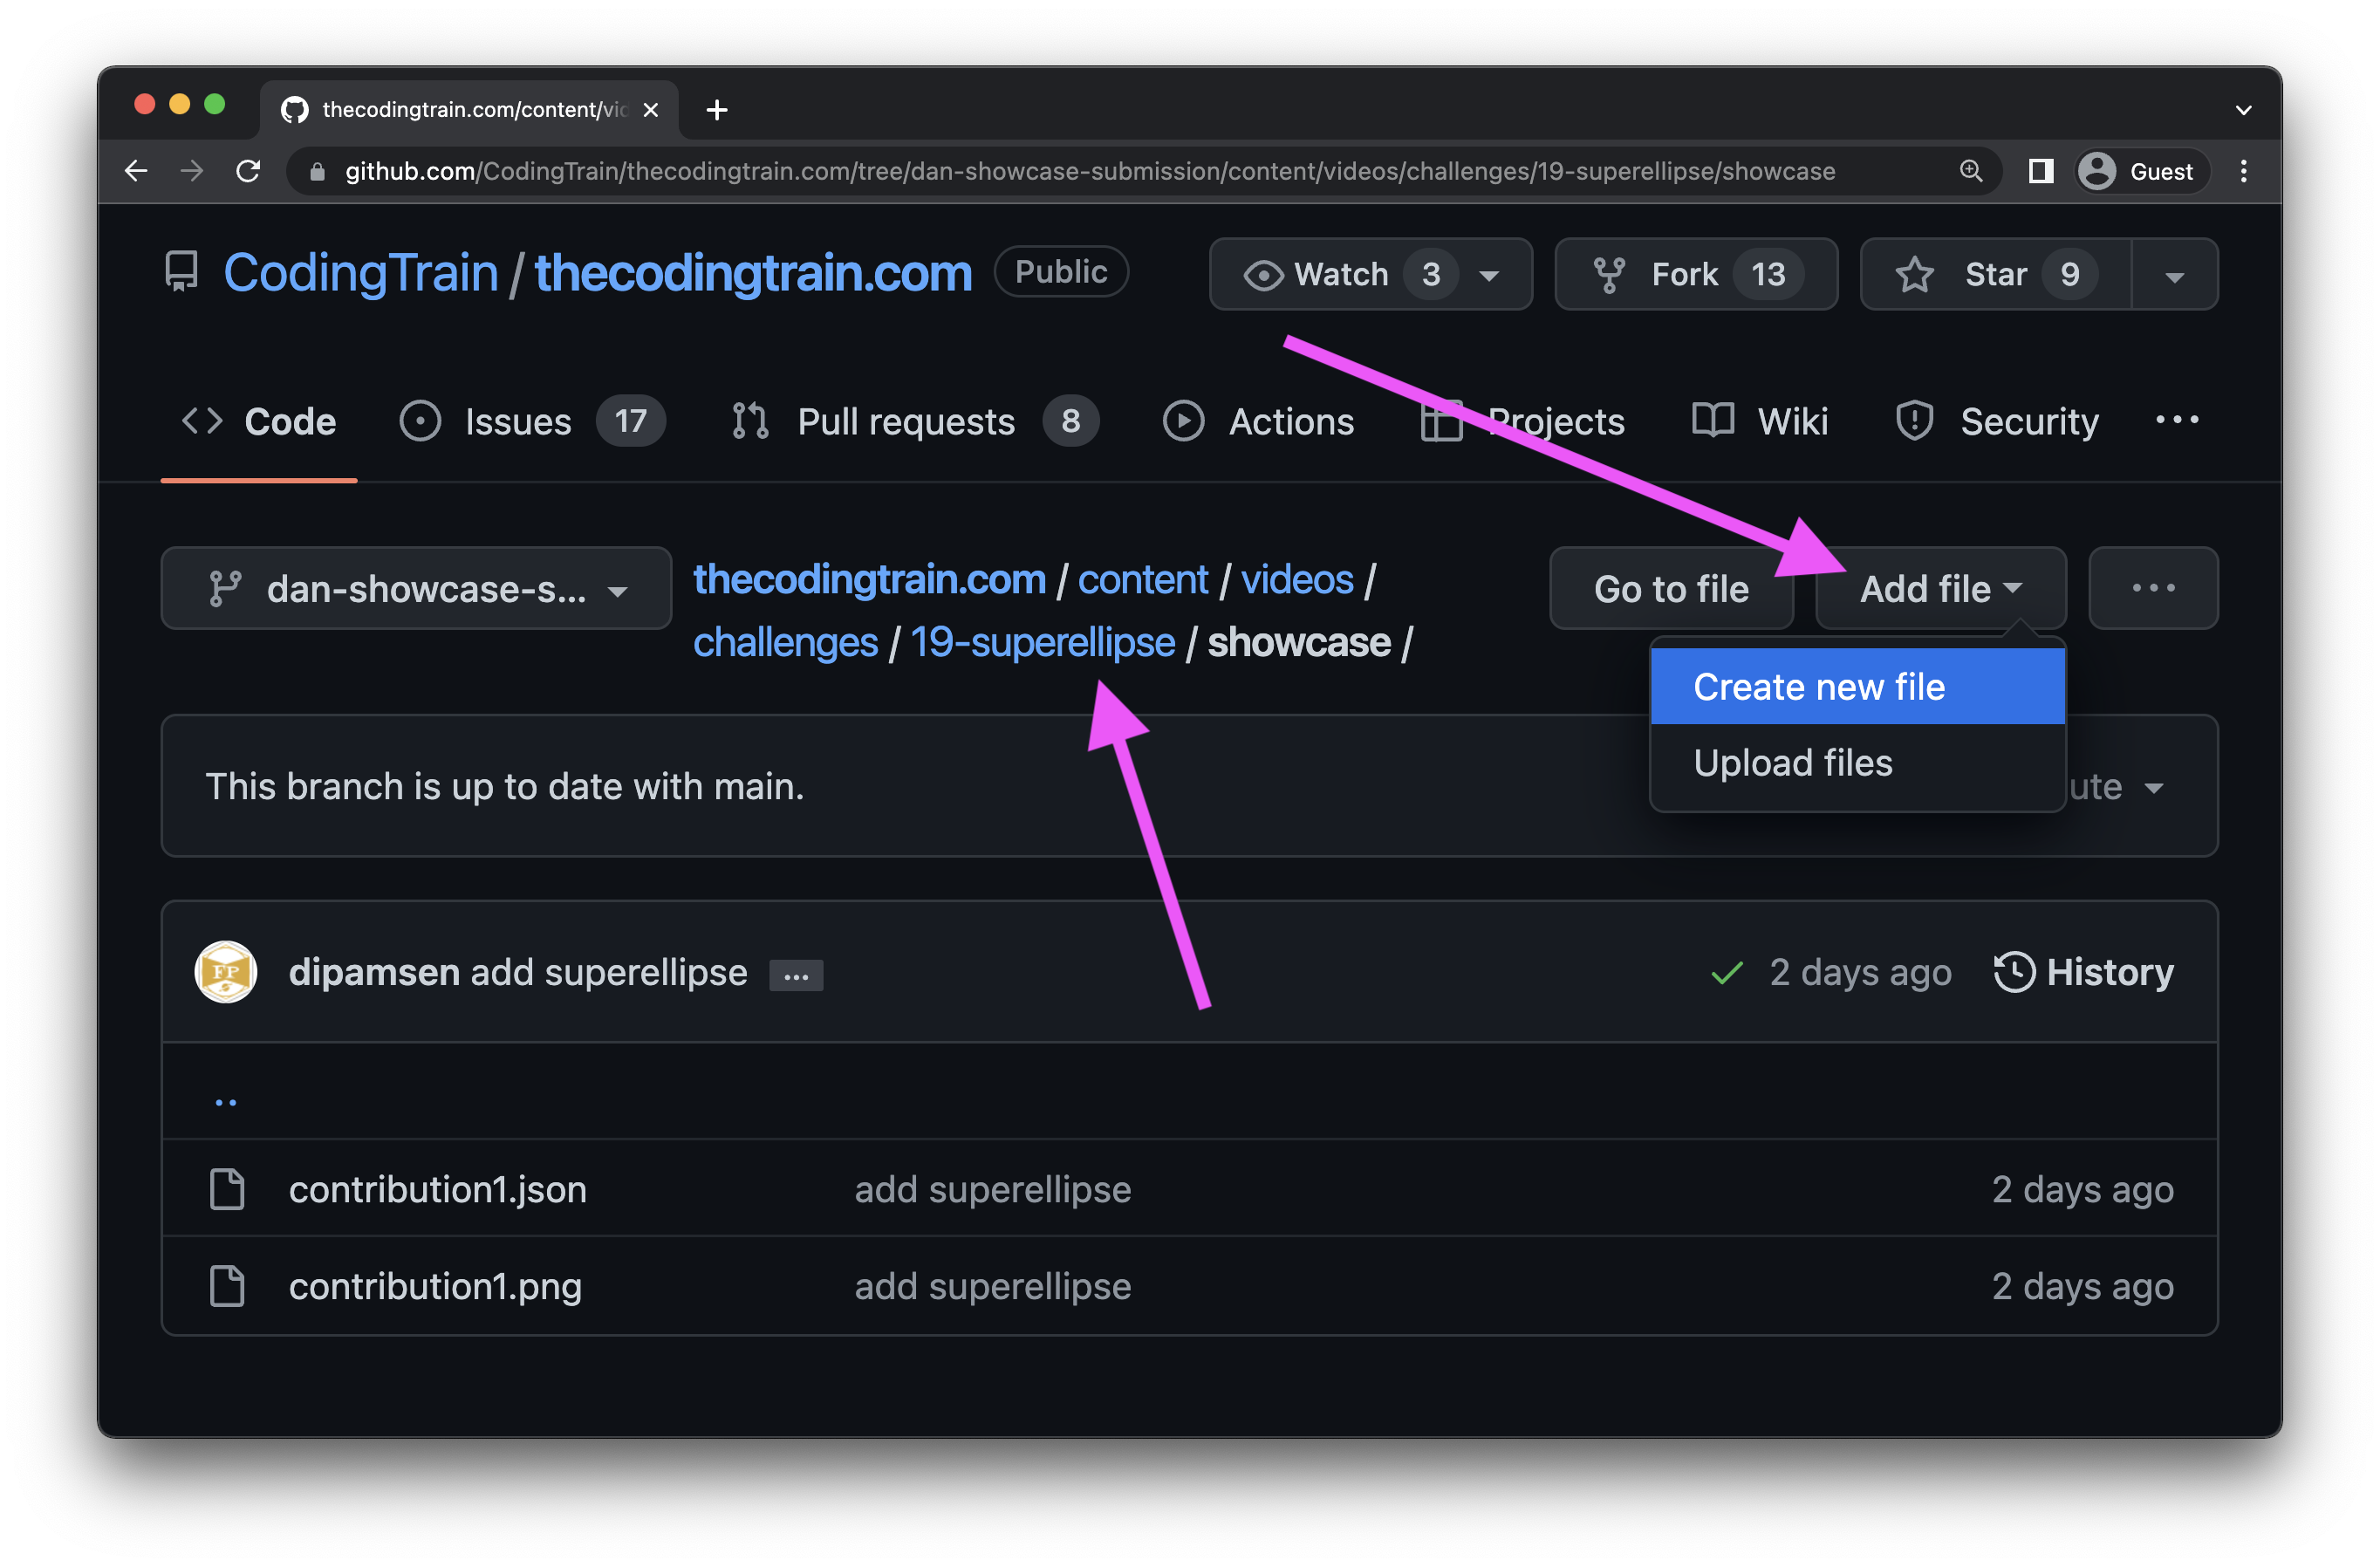 thecodingtrain.com/content/vid
github.com/CodingTrain/thecodingtrain.com/tree/dan-showcase-submission/content/videos/challenges/19-superellipse/showcase
Guest
CodingTrain / thecodingtrain.com Public
Watch 3 Fork 13 Star 9
Code Issues 17 Pull requests 8 Actions Projects Wiki Security ...
dan-showcase-s...
thecodingtrain.com / content / videos /
challenges / 19-superellipse / showcase /
Go to file Add file ...
Create new file
Upload files
This branch is up to date with main.
ute
FP
dipamsen add superellipse ...
2 days ago History
..
contribution1.json add superellipse 2 days ago
contribution1.png add superellipse 2 days ago